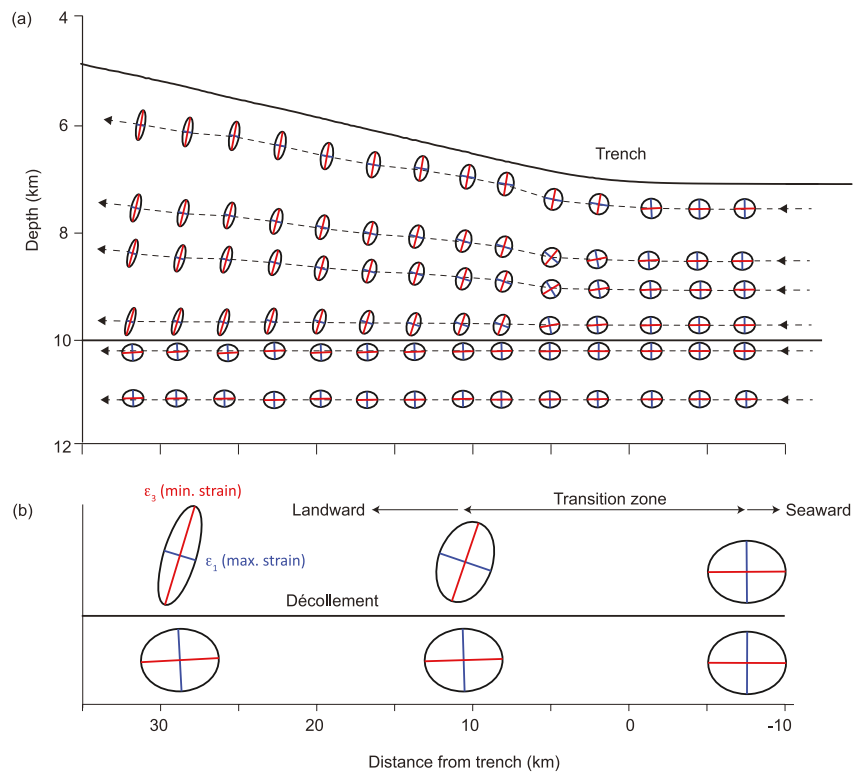 (a)
4
6
8
10
12
Depth (km)
Trench
(b)
ε3 (min. strain)
ε1 (max. strain)
Landward
Transition zone
Seaward
Décollement
30
20
10
0
-10
Distance from trench (km)